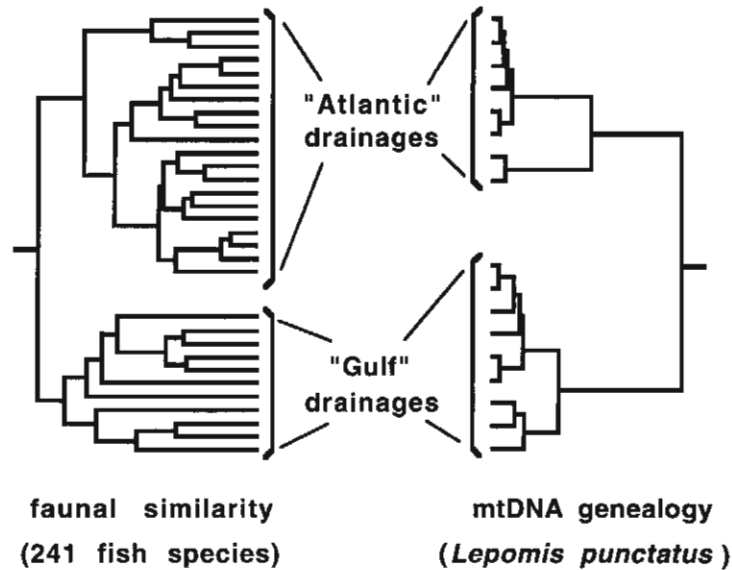 "Atlantic"
drainages
"Gulf"
drainages
faunal similarity
(241 fish species)
mtDNA genealogy
(Lepomis punctatus)